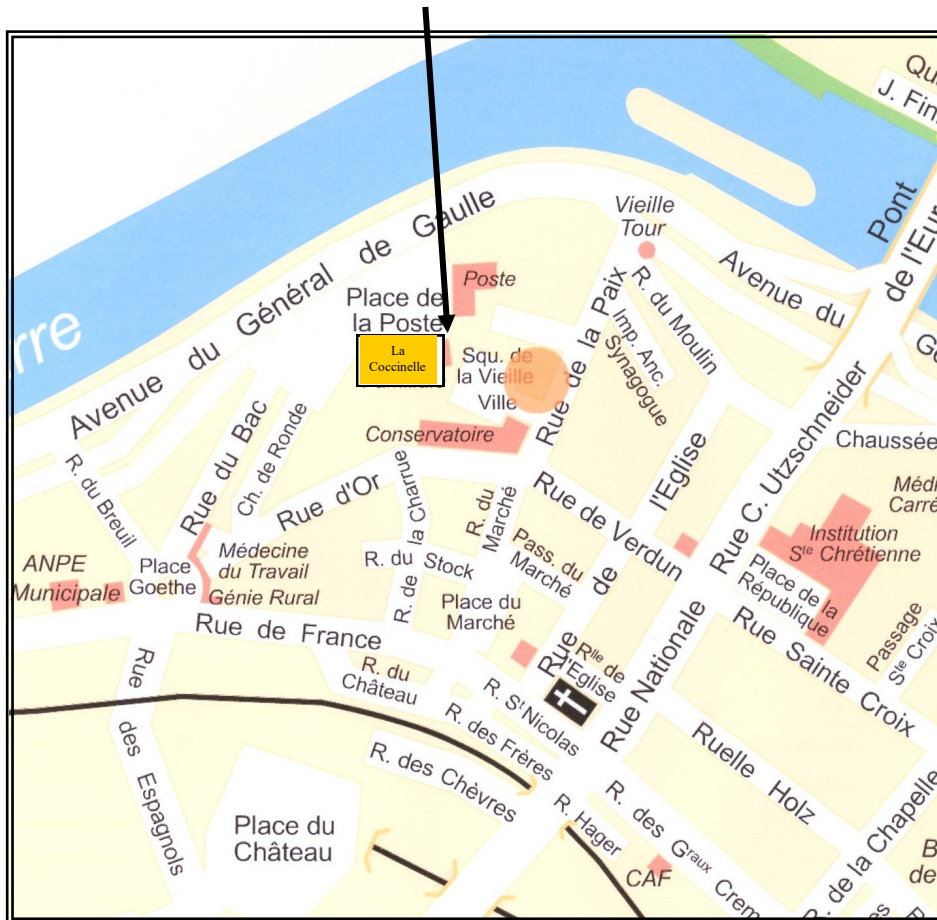 Qu
J. Fin
Pont
de l'Eur
Vieille
Tour
Avenue du Général de Gaulle
Avenue du
Ge
Poste
Place de
la Poste
La
Coccinelle
Squ. de
la Vieille
Ville
Rue de la Paix
R. du Moulin
Imp. Anc.
Synagogue
erre
Conservatoire
Rue du Bac
Ch. de Ronde
Rue d'Or
R. de la Charrue
R. du Breuil
R. du
Marché
Rue de Verdun
Rue de l'Eglise
Rue C. Utzschneider
Chaussée
Médi
Carré
Institution
Ste Chrétienne
ANPE
Municipale
Place
Goethe
Médecine
du Travail
Génie Rural
R. du Stock
Pass. du
Marché
Place du
Marché
Place de la
République
Passage
Ste Croix
Rue de France
Rue Sainte Croix
Rlle de
l'Eglise
Rue Nationale
R. du
Château
R. St Nicolas
R. des Frères
R. des Chèvres
Ruelle Holz
Rue
des Espagnols
Place du
Château
R. Hager
R. des Graux Crem
CAF
R. de la Chapelle
B
de